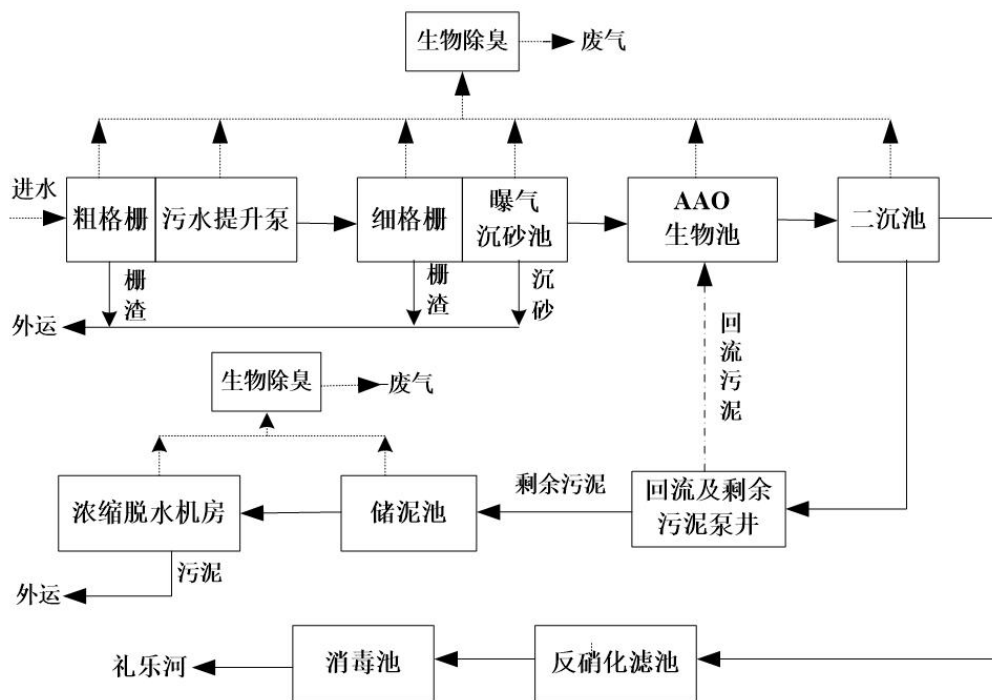 生物除臭
废气
进水
粗格栅
污水提升泵
细格栅
曝气
沉砂池
AAO
生物池
二沉池
栅渣
栅渣
沉砂
外运
回流污泥
生物除臭
废气
剩余污泥
浓缩脱水机房
储泥池
回流及剩余
污泥泵井
污泥
外运
礼乐河
消毒池
反硝化滤池